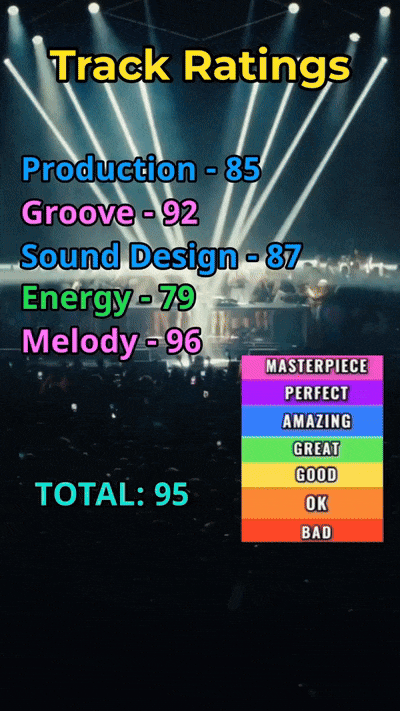 Track Ratings
Production - 85
Groove - 92
Sound Design - 87
Energy - 79
Melody - 96
MASTERPIECE
PERFECT
AMAZING
GREAT
GOOD
OK
BAD
TOTAL: 95